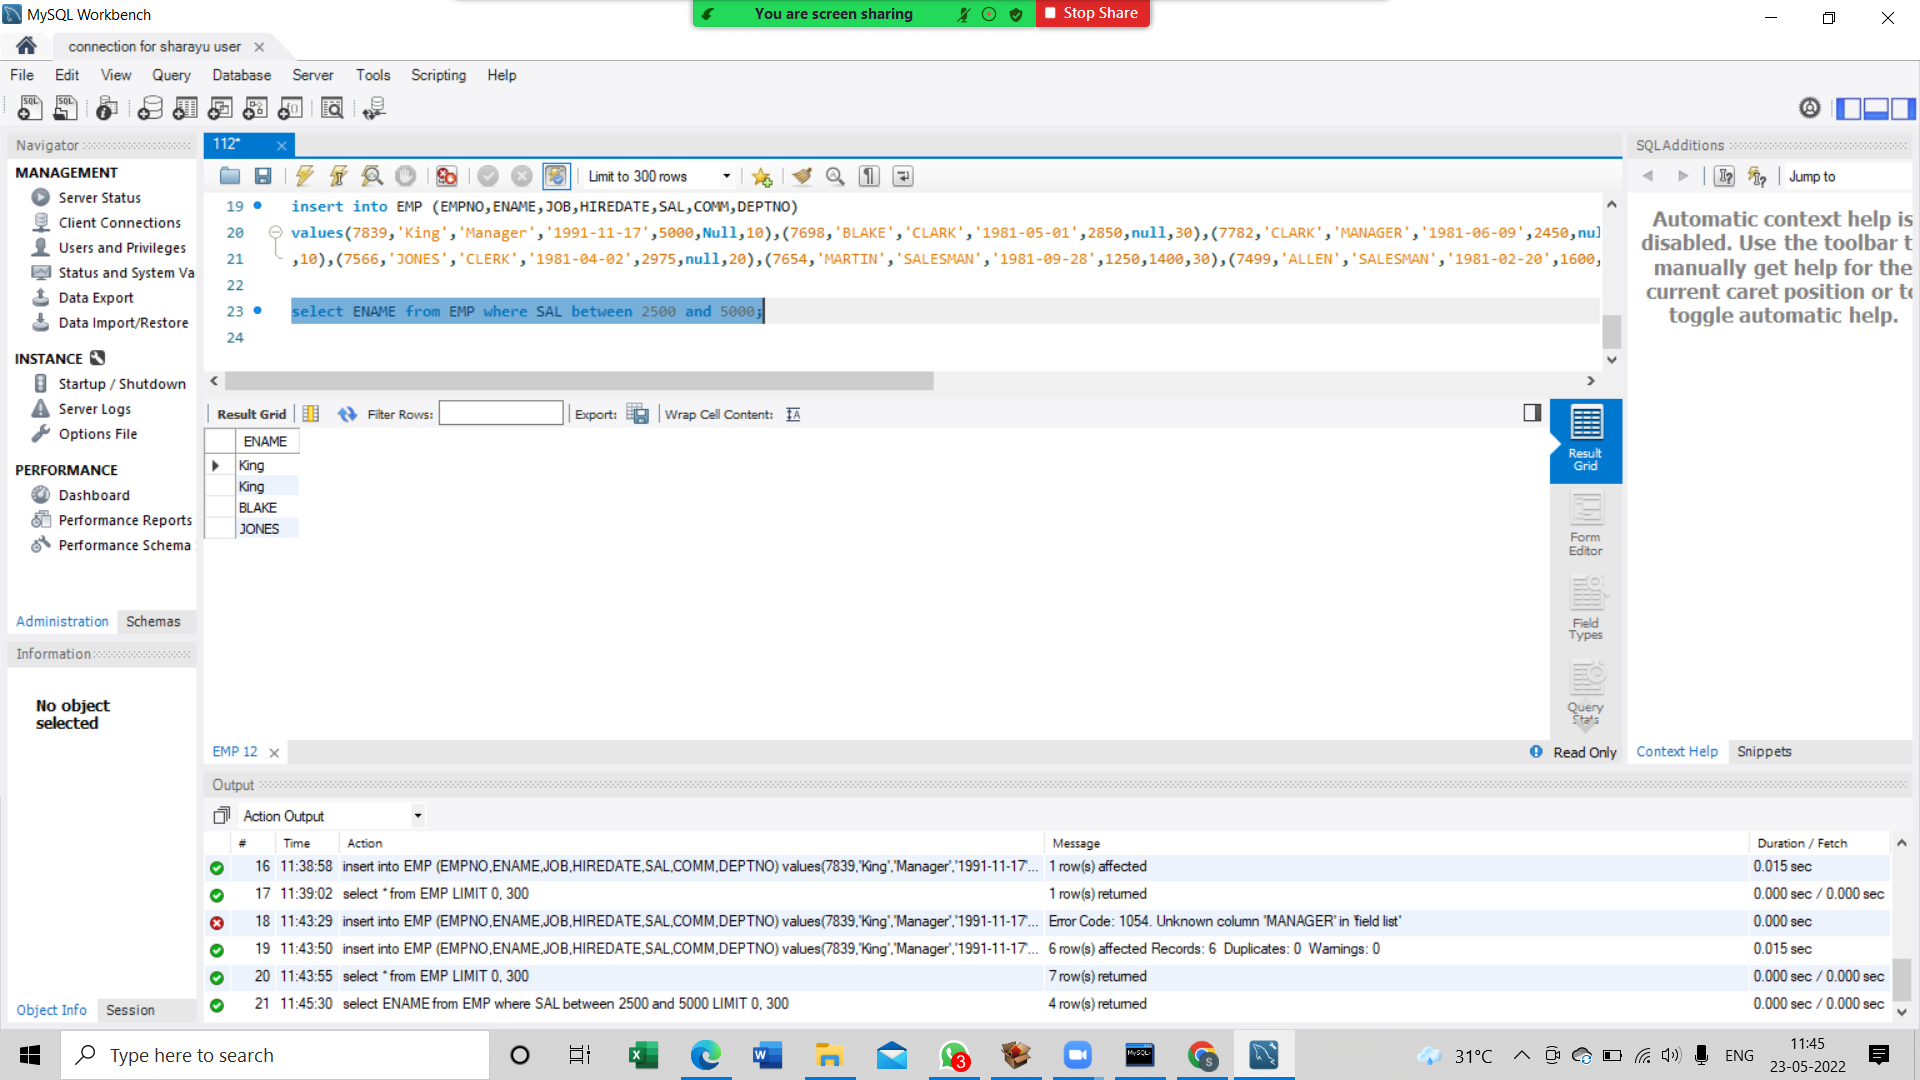 MySQL Workbench
You are screen sharing
Stop Share
connection for sharayu user
File Edit View Query Database Server Tools Scripting Help
Navigator
MANAGEMENT
Server Status
Client Connections
Users and Privileges
Status and System Va
Data Export
Data Import/Restore
INSTANCE
Startup / Shutdown
Server Logs
Options File
PERFORMANCE
Dashboard
Performance Reports
Performance Schema
Administration Schemas
Information
No object
selected
Object Info Session
112*
Limit to 300 rows
19 insert into EMP (EMPNO,ENAME,JOB,HIREDATE,SAL,COMM,DEPTNO)
20 values(7839,'King','Manager','1991-11-17',5000,Null,10),(7698,'BLAKE','CLARK','1981-05-01',2850,null,30),(7782,'CLARK','MANAGER','1981-06-09',2450,nul
21 ,10),(7566,'JONES','CLERK','1981-04-02',2975,null,20),(7654,'MARTIN','SALESMAN','1981-09-28',1250,1400,30),(7499,'ALLEN','SALESMAN','1981-02-20',1600,
22
23 select ENAME from EMP where SAL between 2500 and 5000;
24
Result Grid Filter Rows: Export: Wrap Cell Content:
ENAME
King
King
BLAKE
JONES
Result
Grid
Form
Editor
Field
Types
Query
Stats
EMP 12
Read Only
SQLAdditions
Jump to
Automatic context help is
disabled. Use the toolbar t
manually get help for the
current caret position or to
toggle automatic help.
Context Help Snippets
Output
Action Output
# Time Action Message Duration / Fetch
16 11:38:58 insert into EMP (EMPNO,ENAME,JOB,HIREDATE,SAL,COMM,DEPTNO) values(7839,'King','Manager','1991-11-17'... 1 row(s) affected 0.015 sec
17 11:39:02 select * from EMP LIMIT 0, 300 1 row(s) returned 0.000 sec / 0.000 sec
18 11:43:29 insert into EMP (EMPNO,ENAME,JOB,HIREDATE,SAL,COMM,DEPTNO) values(7839,'King','Manager','1991-11-17'... Error Code: 1054. Unknown column 'MANAGER' in 'field list' 0.000 sec
19 11:43:50 insert into EMP (EMPNO,ENAME,JOB,HIREDATE,SAL,COMM,DEPTNO) values(7839,'King','Manager','1991-11-17'... 6 row(s) affected Records: 6 Duplicates: 0 Warnings: 0 0.015 sec
20 11:43:55 select * from EMP LIMIT 0, 300 7 row(s) returned 0.000 sec / 0.000 sec
21 11:45:30 select ENAME from EMP where SAL between 2500 and 5000 LIMIT 0, 300 4 row(s) returned 0.000 sec / 0.000 sec
Type here to search
3
31°C
ENG
11:45
23-05-2022